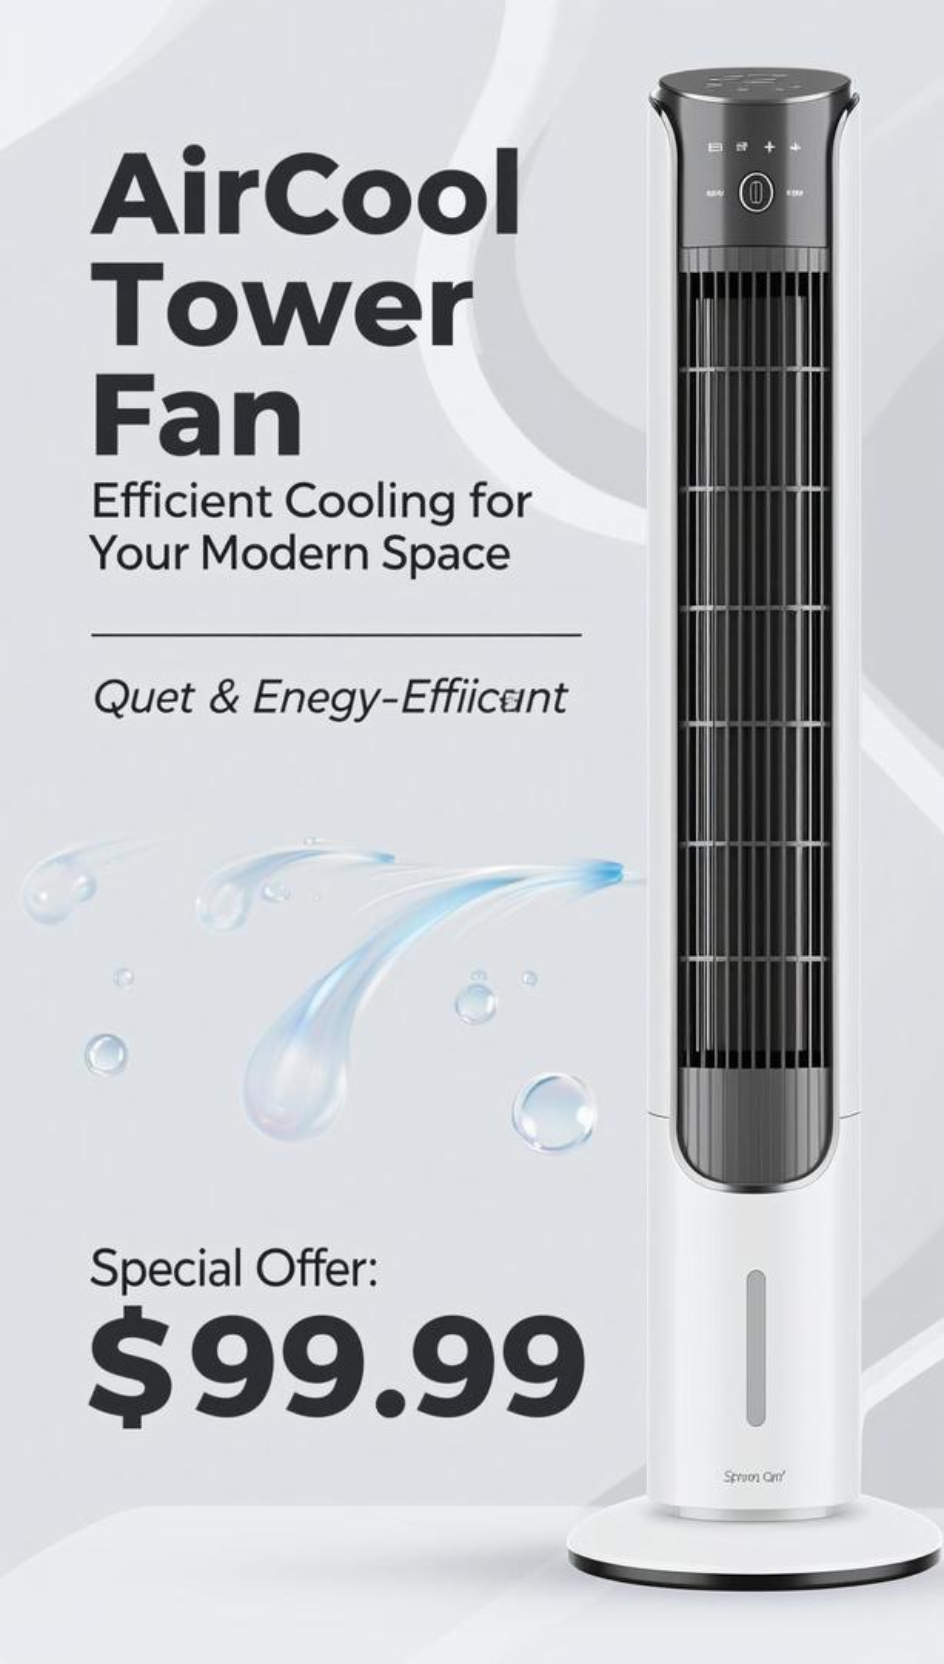 AirCool
Tower
Fan
Efficient Cooling for
Your Modern Space
Quet & Enegy-Effiicant
Special Offer:
$99.99